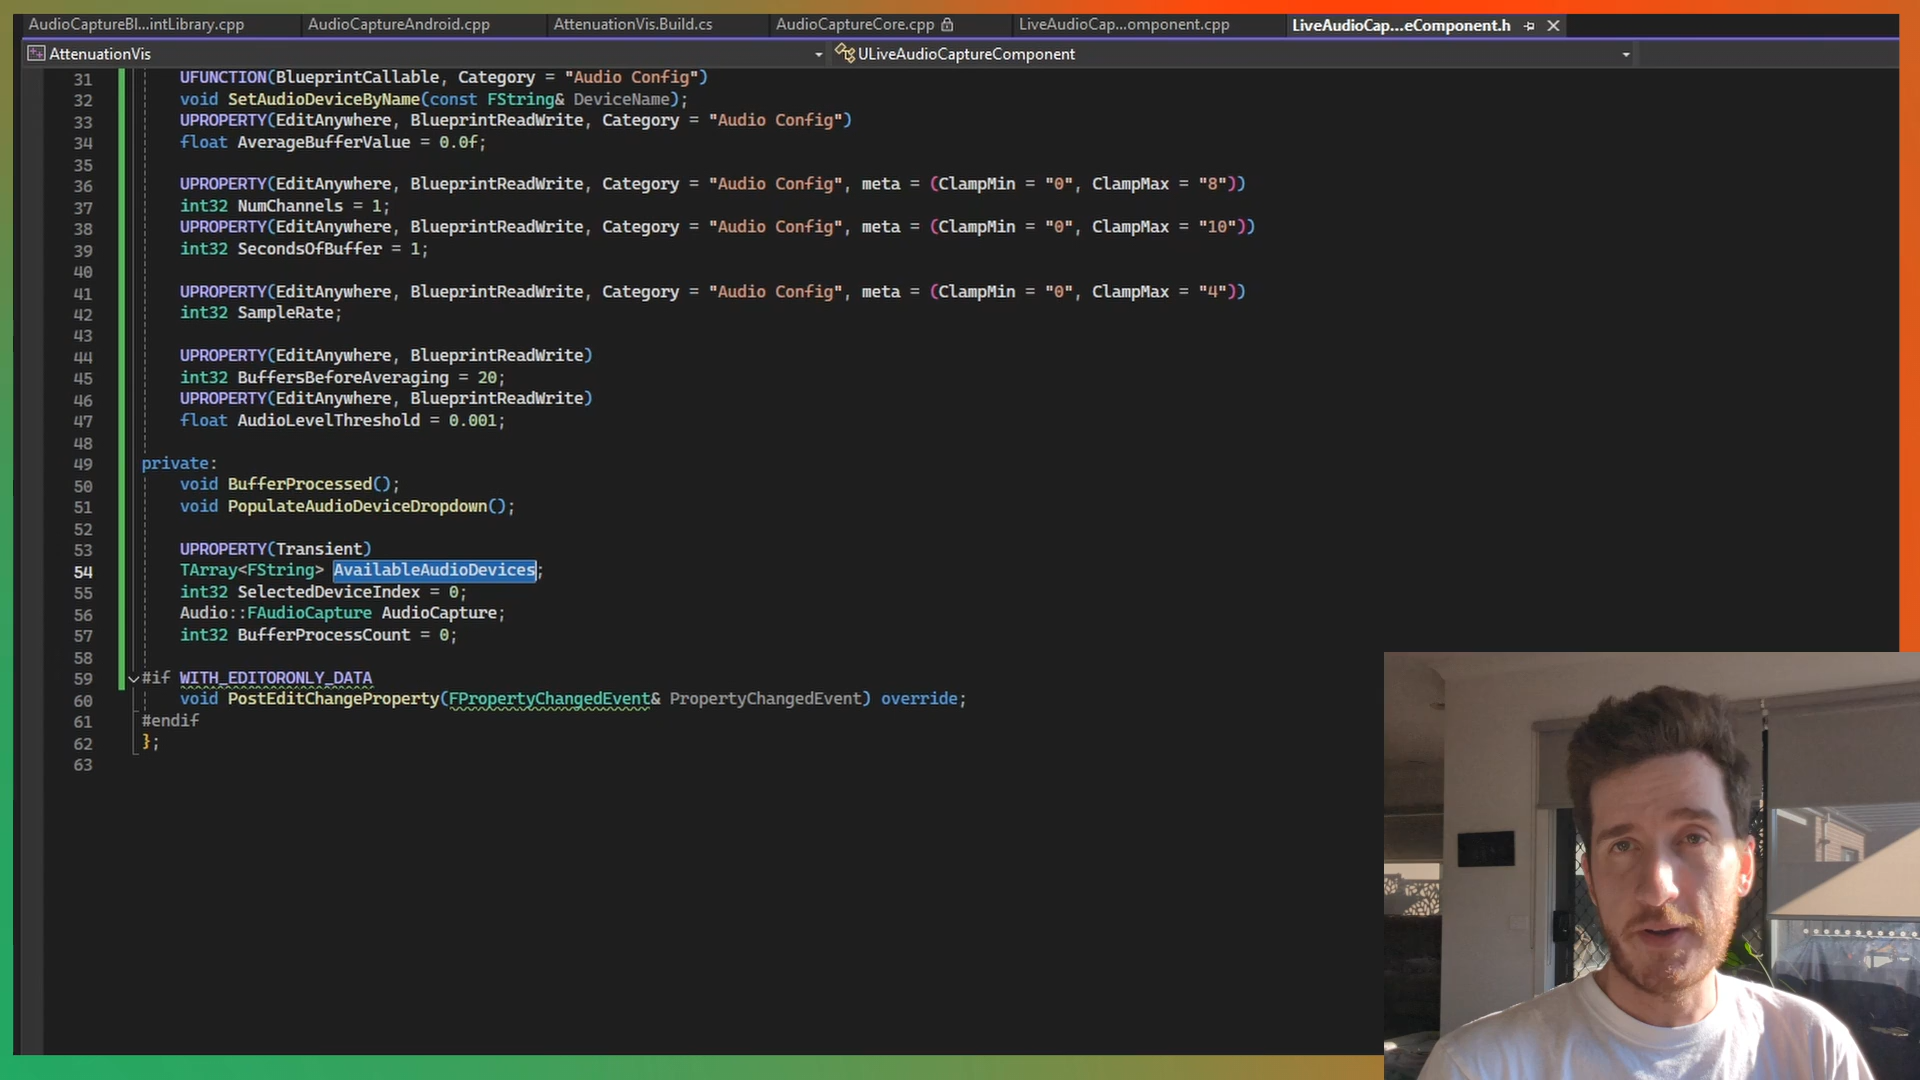 AudioCaptureBl...intLibrary.cpp AudioCaptureAndroid.cpp AttenuationVis.Build.cs AudioCaptureCore.cpp LiveAudioCap...omponent.cpp LiveAudioCap...eComponent.h
AttenuationVis ULiveAudioCaptureComponent
31 UFUNCTION(BlueprintCallable, Category = "Audio Config")
32 void SetAudioDeviceByName(const FString& DeviceName);
33 UPROPERTY(EditAnywhere, BlueprintReadWrite, Category = "Audio Config")
34 float AverageBufferValue = 0.0f;
35
36 UPROPERTY(EditAnywhere, BlueprintReadWrite, Category = "Audio Config", meta = (ClampMin = "0", ClampMax = "8"))
37 int32 NumChannels = 1;
38 UPROPERTY(EditAnywhere, BlueprintReadWrite, Category = "Audio Config", meta = (ClampMin = "0", ClampMax = "10"))
39 int32 SecondsOfBuffer = 1;
40
41 UPROPERTY(EditAnywhere, BlueprintReadWrite, Category = "Audio Config", meta = (ClampMin = "0", ClampMax = "4"))
42 int32 SampleRate;
43
44 UPROPERTY(EditAnywhere, BlueprintReadWrite)
45 int32 BuffersBeforeAveraging = 20;
46 UPROPERTY(EditAnywhere, BlueprintReadWrite)
47 float AudioLevelThreshold = 0.001;
48
49 private:
50 void BufferProcessed();
51 void PopulateAudioDeviceDropdown();
52
53 UPROPERTY(Transient)
54 TArray<FString> AvailableAudioDevices;
55 int32 SelectedDeviceIndex = 0;
56 Audio::FAudioCapture AudioCapture;
57 int32 BufferProcessCount = 0;
58
59 #if WITH_EDITORONLY_DATA
60 void PostEditChangeProperty(FPropertyChangedEvent& PropertyChangedEvent) override;
61 #endif
62 };
63